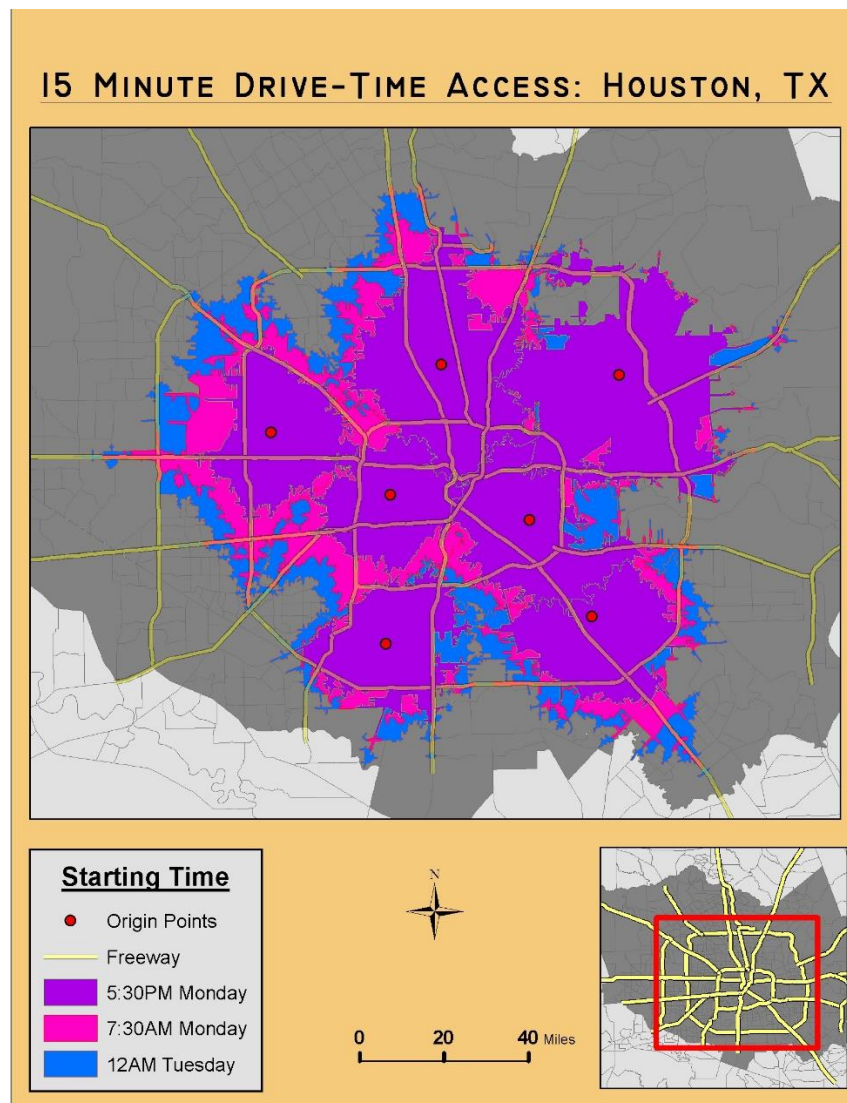 15 MINUTE DRIVE-TIME ACCESS: HOUSTON, TX
Starting Time
Origin Points
Freeway
5:30PM Monday
7:30AM Monday
12AM Tuesday
N
0 20 40 Miles